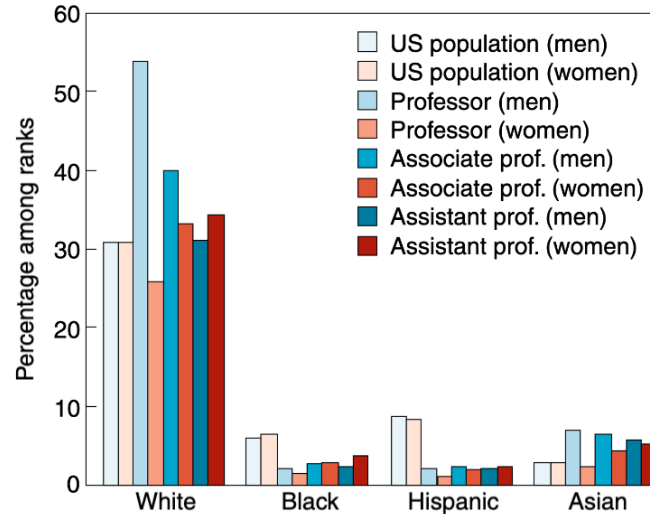 60
50
40
30
20
10
0
Percentage among ranks
US population (men)
US population (women)
Professor (men)
Professor (women)
Associate prof. (men)
Associate prof. (women)
Assistant prof. (men)
Assistant prof. (women)
White
Black
Hispanic
Asian